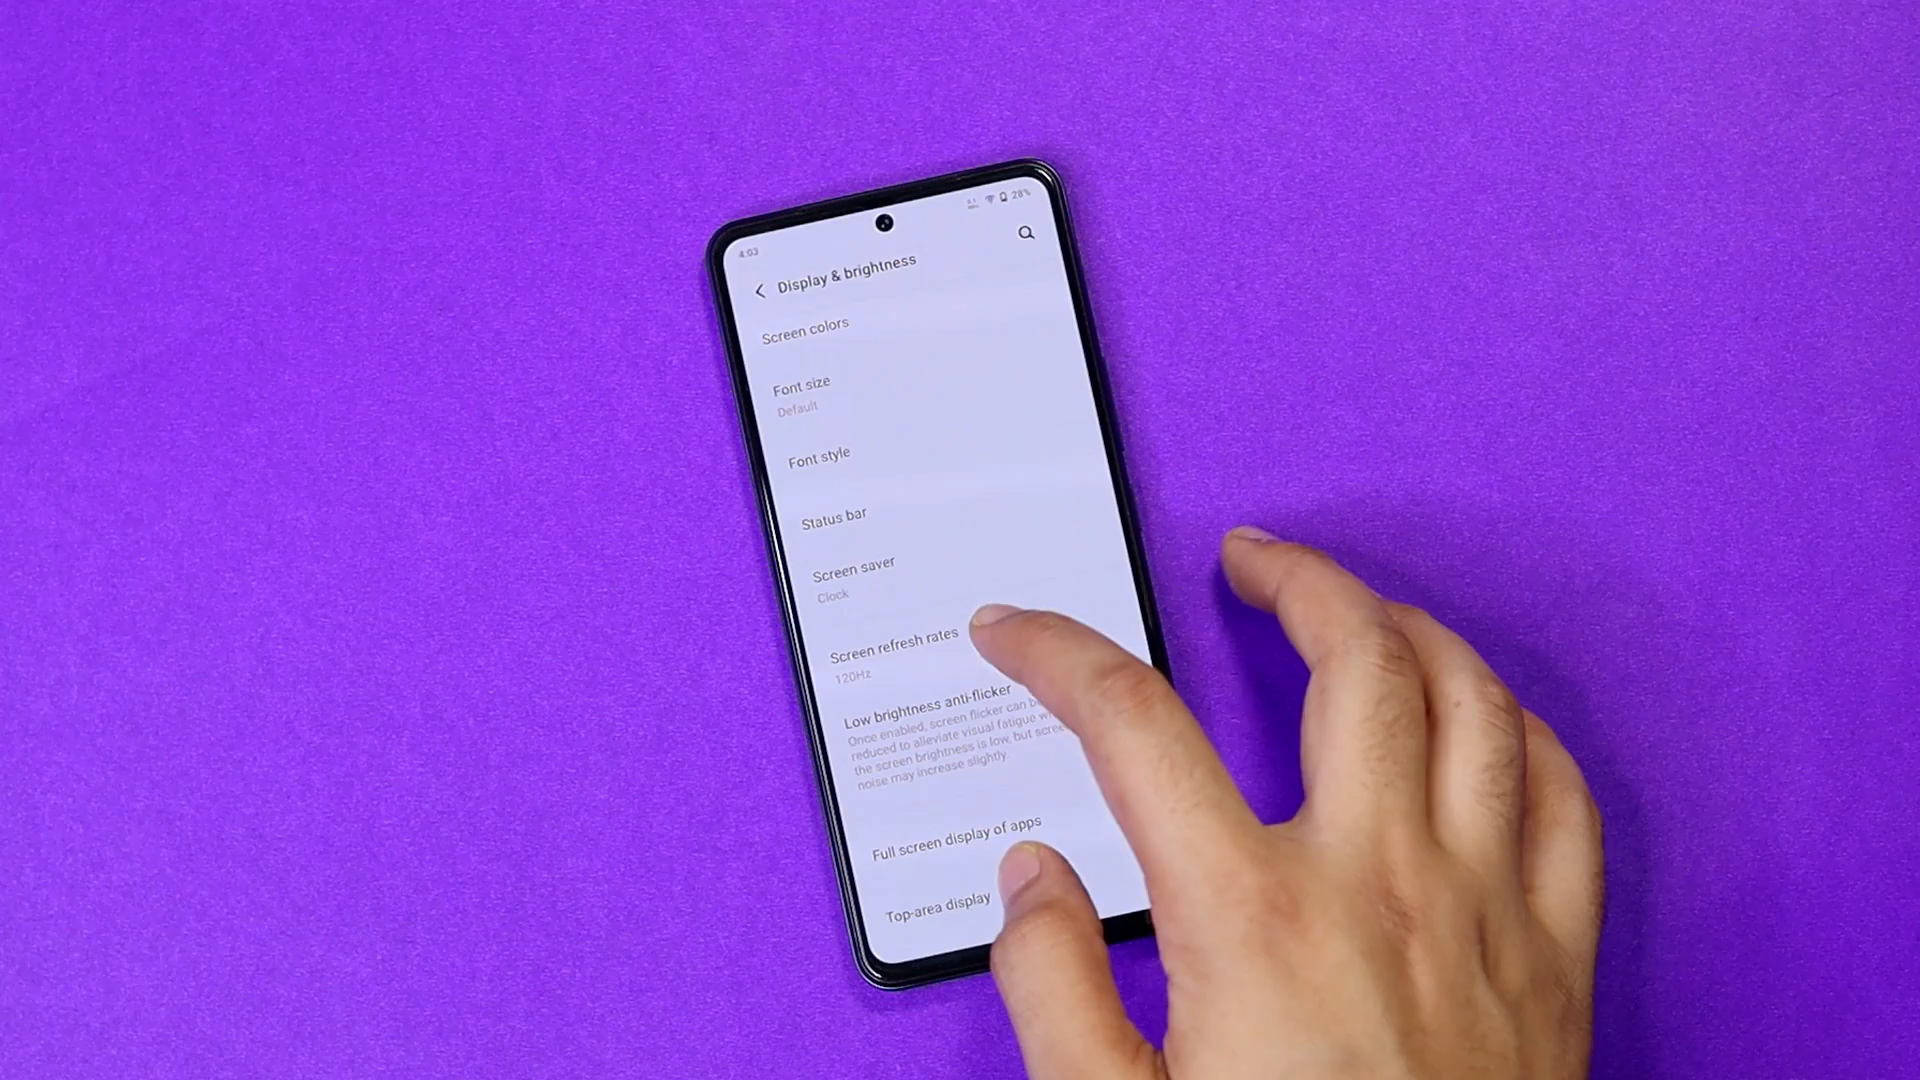 4:03
28%
Display & brightness
Screen colors
Font size
Default
Font style
Status bar
Screen saver
Clock
Screen refresh rates
120Hz
Low brightness anti-flicker
Once enabled, screen flicker can be
reduced to alleviate visual fatigue
the screen brightness is low, but
noise may increase slightly.
Full screen display of apps
Top-area display